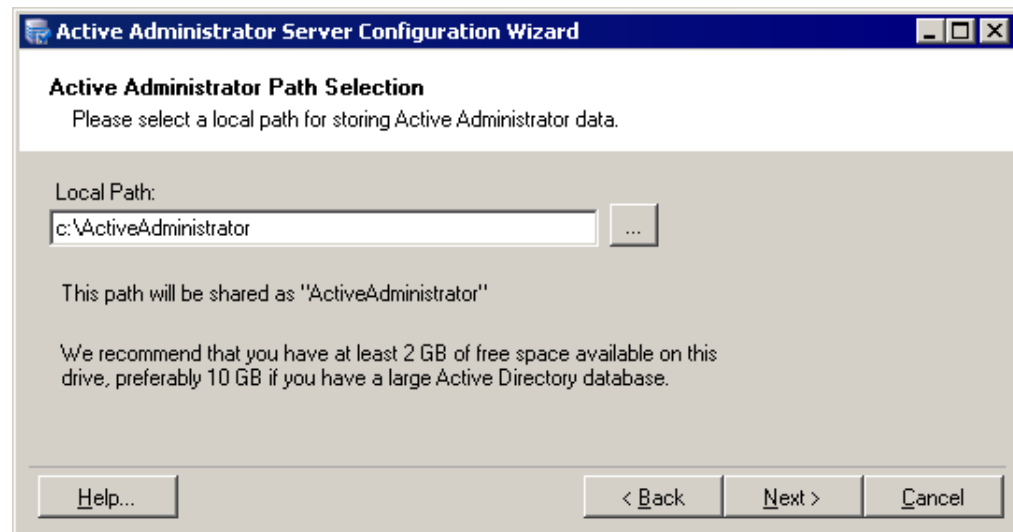 Active Administrator Server Configuration Wizard
Active Administrator Path Selection
Please select a local path for storing Active Administrator data.
Local Path:
c:\ActiveAdministrator
...
This path will be shared as "ActiveAdministrator"
We recommend that you have at least 2 GB of free space available on this
drive, preferably 10 GB if you have a large Active Directory database.
Help... < Back Next > Cancel